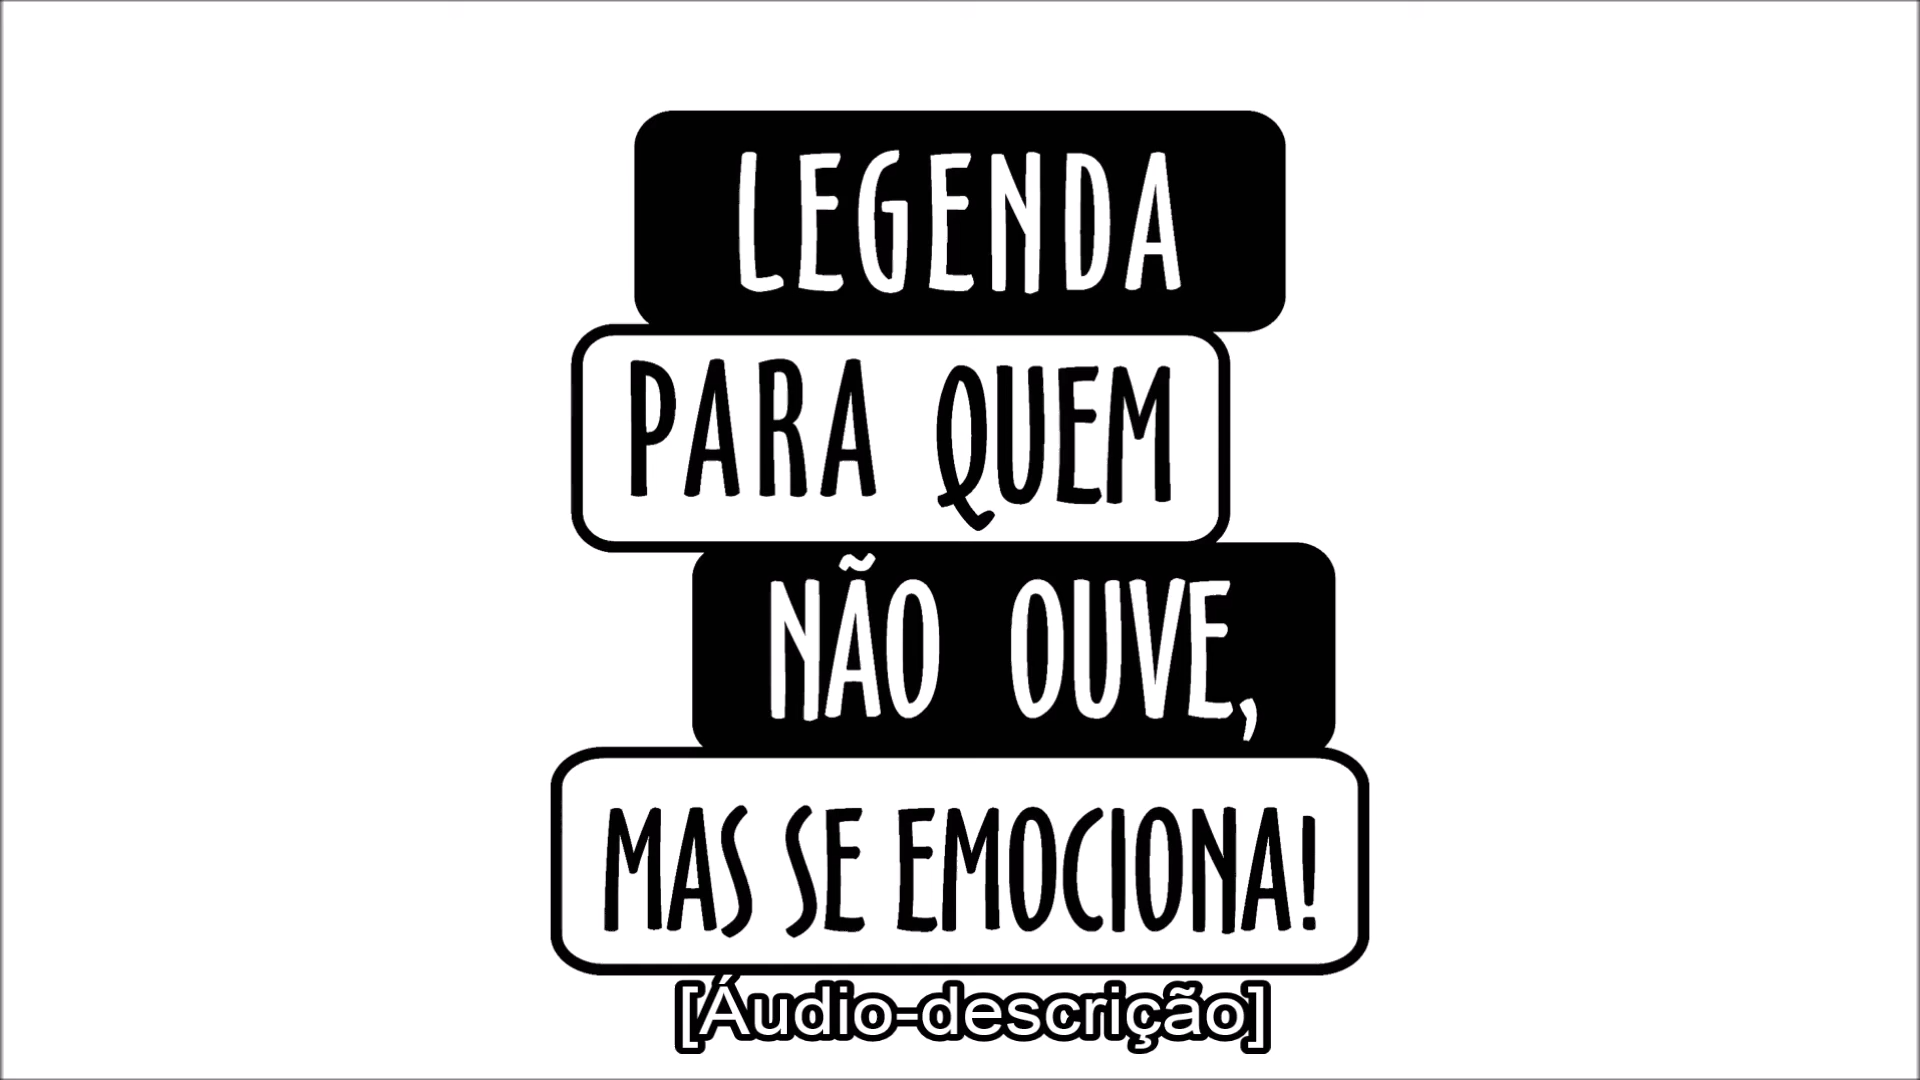 LEGENDA
PARA QUEM
NÃO OUVE,
MAS SE EMOCIONA!
[Áudio-descrição]